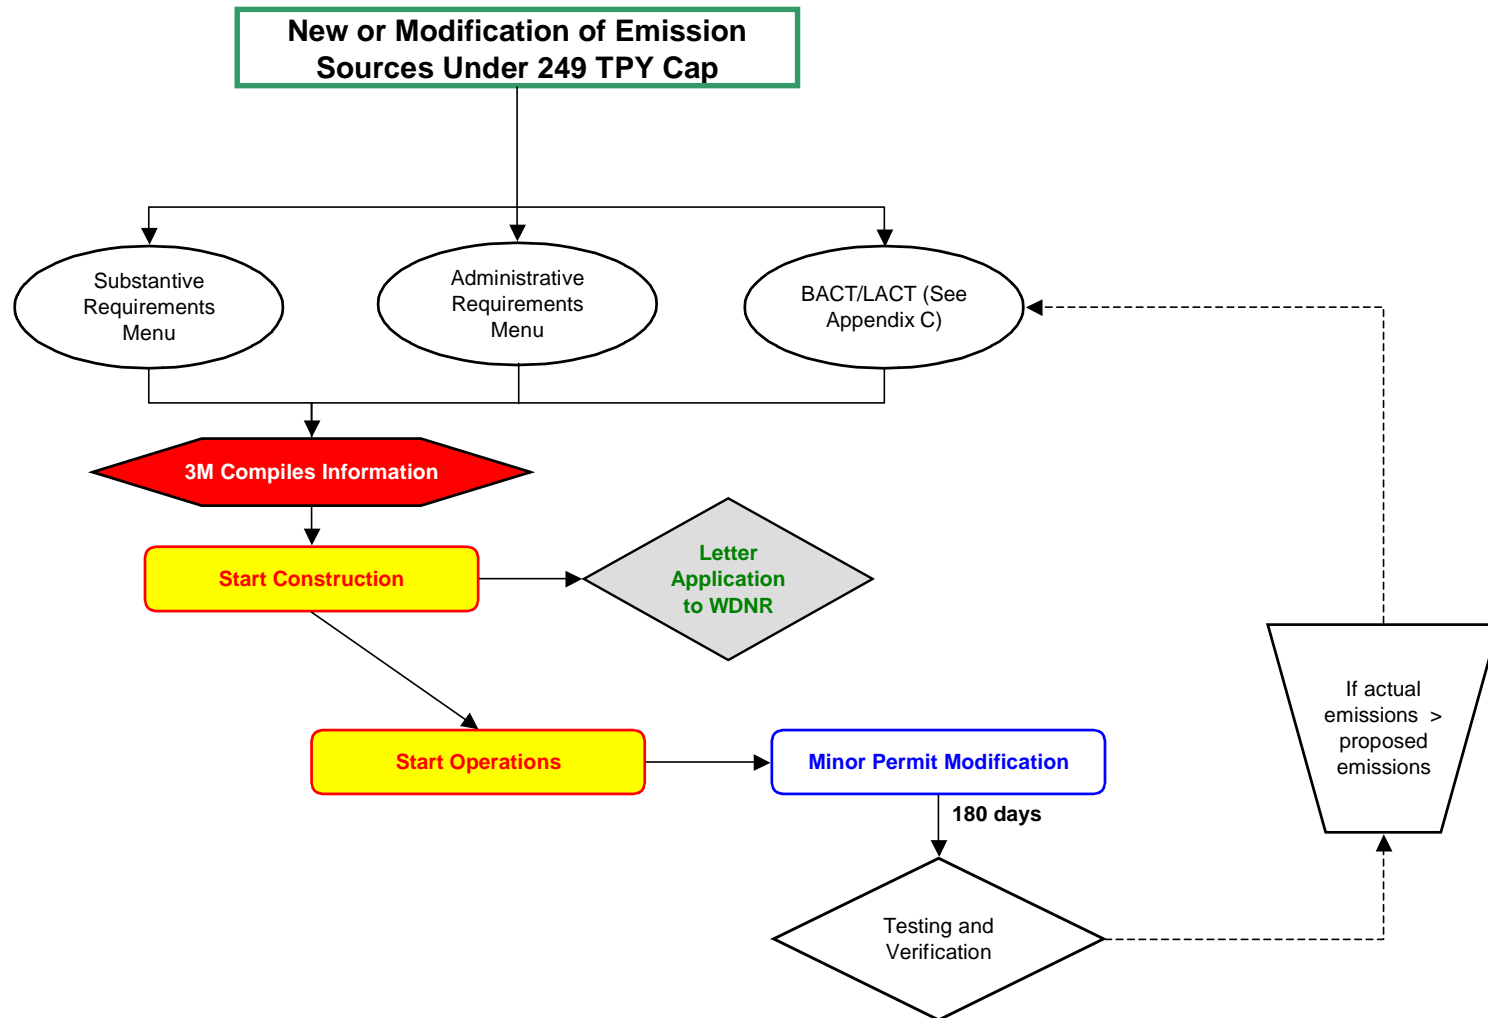 New or Modification of Emission
Sources Under 249 TPY Cap
Substantive
Requirements
Menu
Administrative
Requirements
Menu
BACT/LACT (See
Appendix C)
3M Compiles Information
Start Construction
Letter
Application
to WDNR
Start Operations
Minor Permit Modification
180 days
If actual
emissions >
proposed
emissions
Testing and
Verification